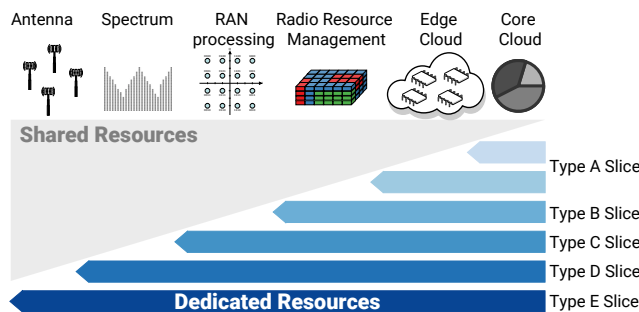 Antenna
Spectrum
RAN
processing
Radio Resource
Management
Edge
Cloud
Core
Cloud
Shared Resources
Type A Slice
Type B Slice
Type C Slice
Type D Slice
Dedicated Resources
Type E Slice